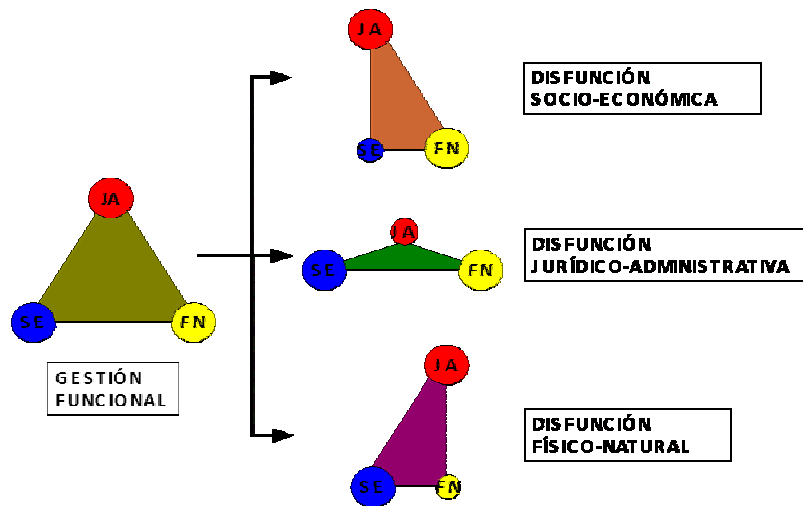 JA
SE
FN
GESTIÓN
FUNCIONAL
JA
SE
FN
DISFUNCIÓN
SOCIO-ECONÓMICA
JA
SE
FN
DISFUNCIÓN
JURÍDICO-ADMINISTRATIVA
JA
SE
FN
DISFUNCIÓN
FÍSICO-NATURAL